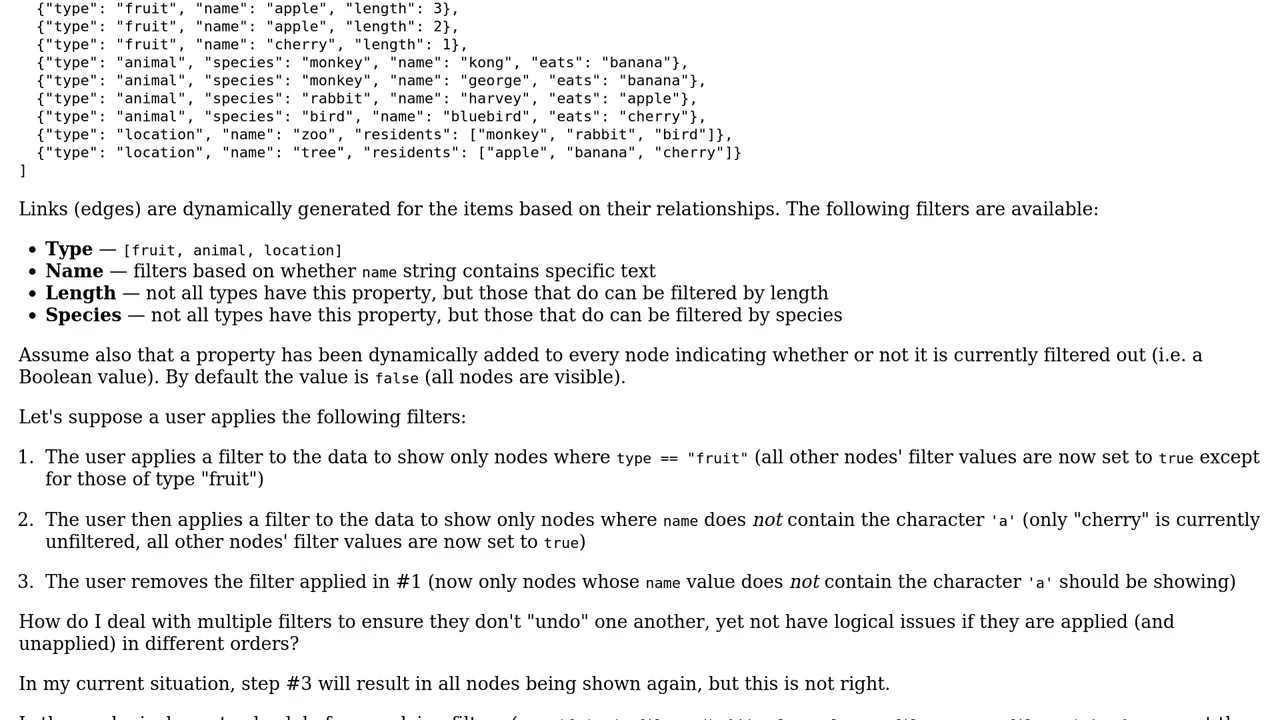 {"type": "fruit", "name": "apple", "length": 3},
{"type": "fruit", "name": "apple", "length": 2},
{"type": "fruit", "name": "cherry", "length": 1},
{"type": "animal", "species": "monkey", "name": "kong", "eats": "banana"},
{"type": "animal", "species": "monkey", "name": "george", "eats": "banana"},
{"type": "animal", "species": "rabbit", "name": "harvey", "eats": "apple"},
{"type": "animal", "species": "bird", "name": "bluebird", "eats": "cherry"},
{"type": "location", "name": "zoo", "residents": ["monkey", "rabbit", "bird"]},
{"type": "location", "name": "tree", "residents": ["apple", "banana", "cherry"]}
]
Links (edges) are dynamically generated for the items based on their relationships. The following filters are available:
• Type — [fruit, animal, location]
• Name — filters based on whether name string contains specific text
• Length — not all types have this property, but those that do can be filtered by length
• Species — not all types have this property, but those that do can be filtered by species
Assume also that a property has been dynamically added to every node indicating whether or not it is currently filtered out (i.e. a
Boolean value). By default the value is false (all nodes are visible).
Let's suppose a user applies the following filters:
1. The user applies a filter to the data to show only nodes where type == "fruit" (all other nodes' filter values are now set to true except
for those of type "fruit")
2. The user then applies a filter to the data to show only nodes where name does not contain the character 'a' (only "cherry" is currently
unfiltered, all other nodes' filter values are now set to true)
3. The user removes the filter applied in #1 (now only nodes whose name value does not contain the character 'a' should be showing)
How do I deal with multiple filters to ensure they don't "undo" one another, yet not have logical issues if they are applied (and
unapplied) in different orders?
In my current situation, step #3 will result in all nodes being shown again, but this is not right.